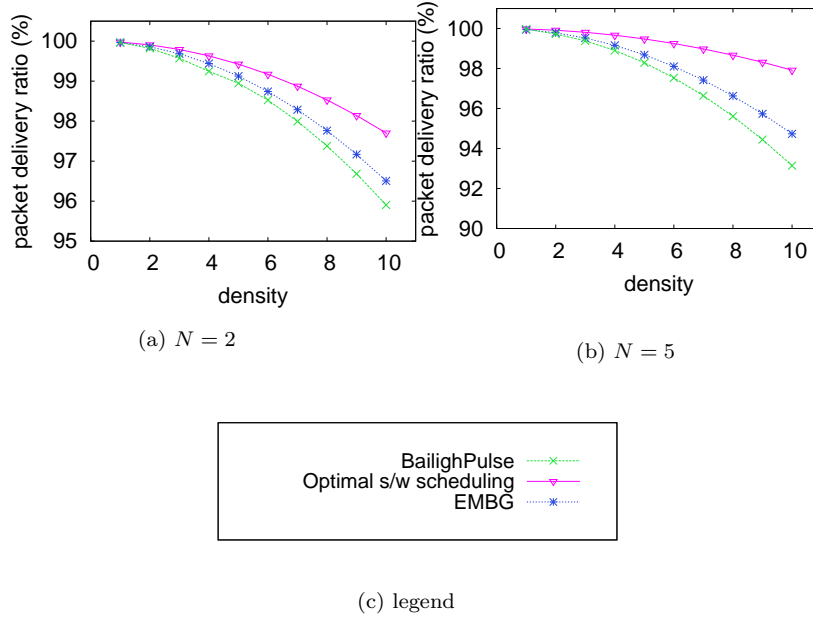 packet delivery ratio (%)
100
99
98
97
96
95
0 2 4 6 8 10
density
(a) N = 2
packet delivery ratio (%)
100
98
96
94
92
90
0 2 4 6 8 10
density
(b) N = 5
BailighPulse
Optimal s/w scheduling
EMBG
(c) legend